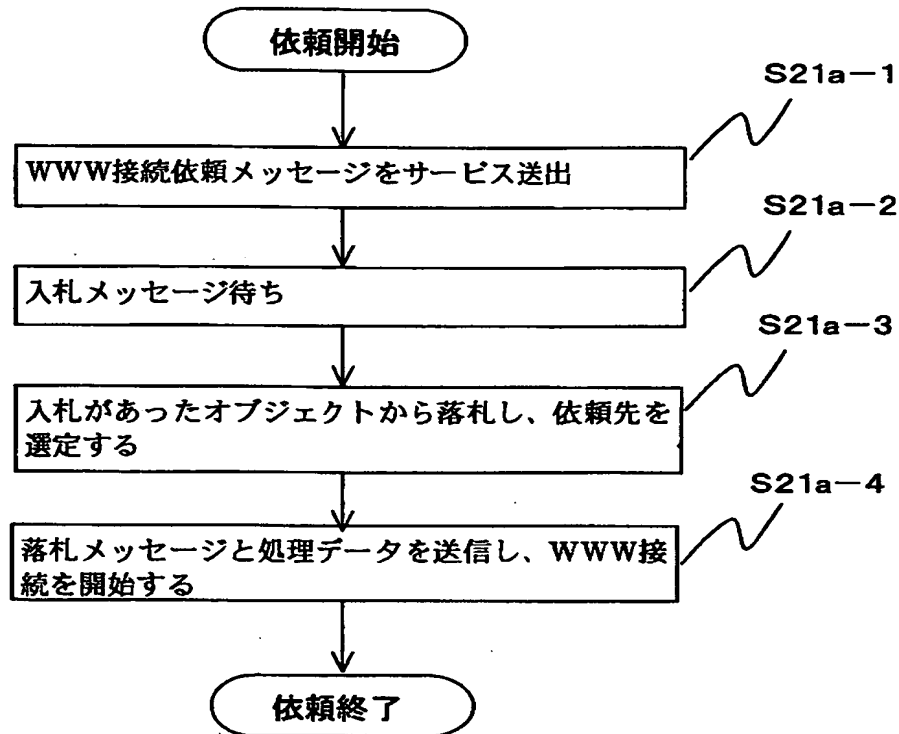 依頼開始
S21a－1
WWW接続依頼メッセージをサービス送出
S21a－2
入札メッセージ待ち
S21a－3
入札があったオブジェクトから落札し、依頼先を
選定する
S21a－4
落札メッセージと処理データを送信し、WWW接
続を開始する
依頼終了